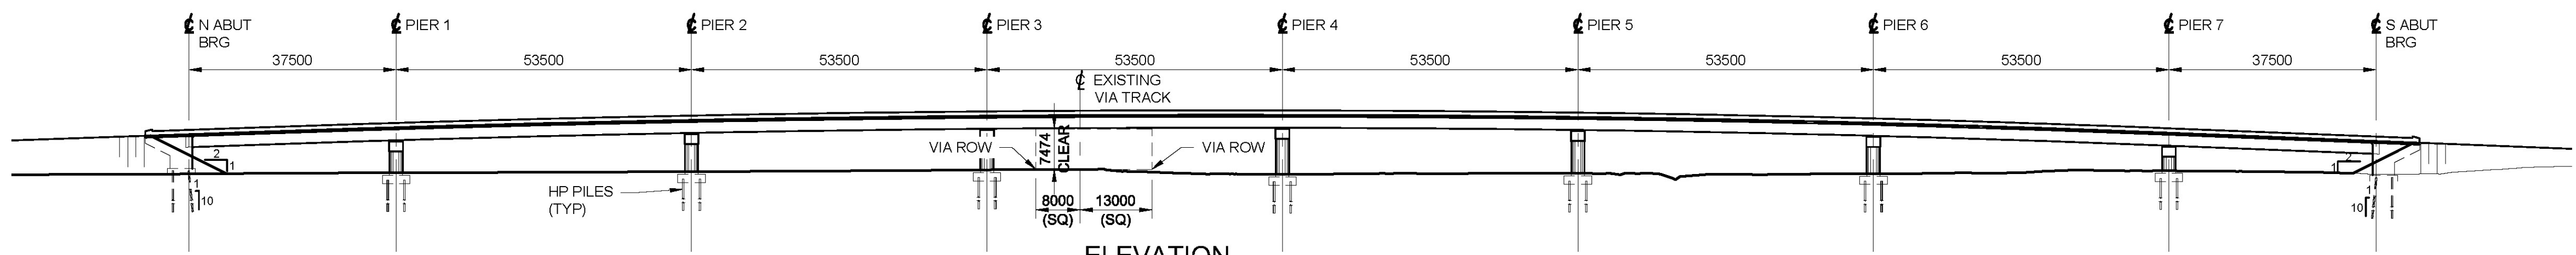 ℄ N ABUT
BRG
℄ PIER 1
℄ PIER 2
℄ PIER 3
℄ PIER 4
℄ PIER 5
℄ PIER 6
℄ PIER 7
℄ S ABUT
BRG
37500
53500
53500
53500
53500
53500
53500
37500
℄ EXISTING
VIA TRACK
VIA ROW
7474
CLEAR
VIA ROW
2
1
2
1
HP PILES
(TYP)
1
10
1
10
8000
(SQ)
13000
(SQ)
ELEVATION